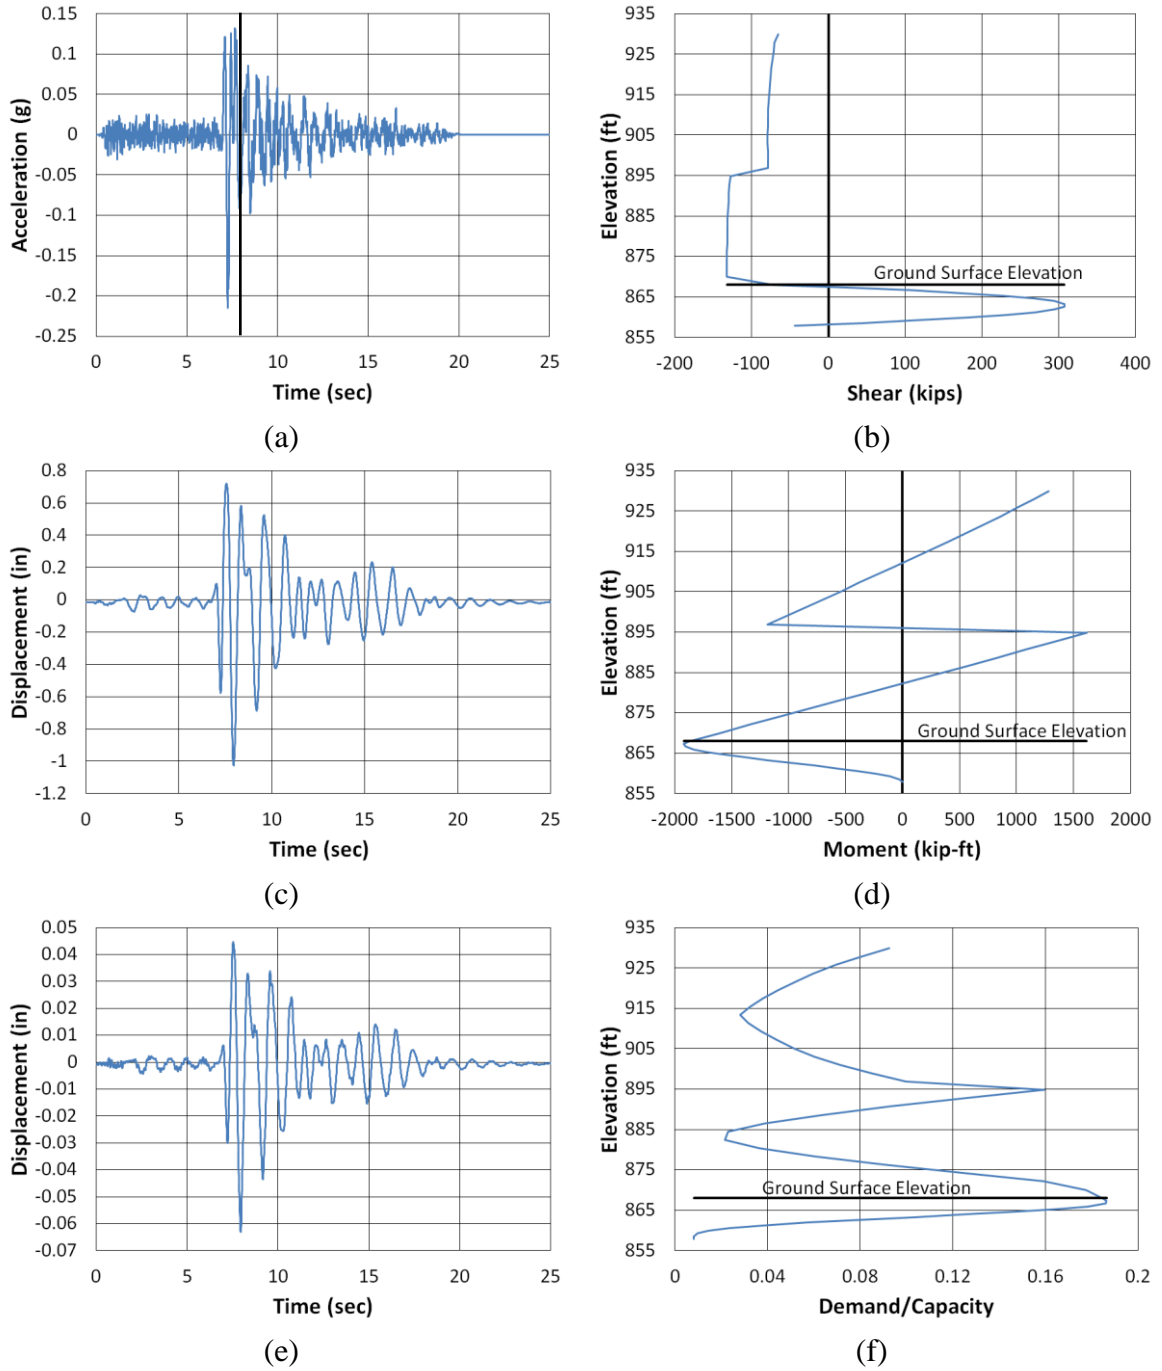 0.15
0.1
0.05
0
-0.05
-0.1
-0.15
-0.2
-0.25
Acceleration (g)
0 5 10 15 20 25
Time (sec)
(a)
935
925
915
905
895
885
875
865
855
Elevation (ft)
Ground Surface Elevation
-200 -100 0 100 200 300 400
Shear (kips)
(b)
0.8
0.6
0.4
0.2
0
-0.2
-0.4
-0.6
-0.8
-1
-1.2
Displacement (in)
0 5 10 15 20 25
Time (sec)
(c)
935
925
915
905
895
885
875
865
855
Elevation (ft)
Ground Surface Elevation
-2000 -1500 -1000 -500 0 500 1000 1500 2000
Moment (kip-ft)
(d)
0.05
0.04
0.03
0.02
0.01
0
-0.01
-0.02
-0.03
-0.04
-0.05
-0.06
-0.07
Displacement (in)
0 5 10 15 20 25
Time (sec)
(e)
935
925
915
905
895
885
875
865
855
Elevation (ft)
Ground Surface Elevation
0 0.04 0.08 0.12 0.16 0.2
Demand/Capacity
(f)